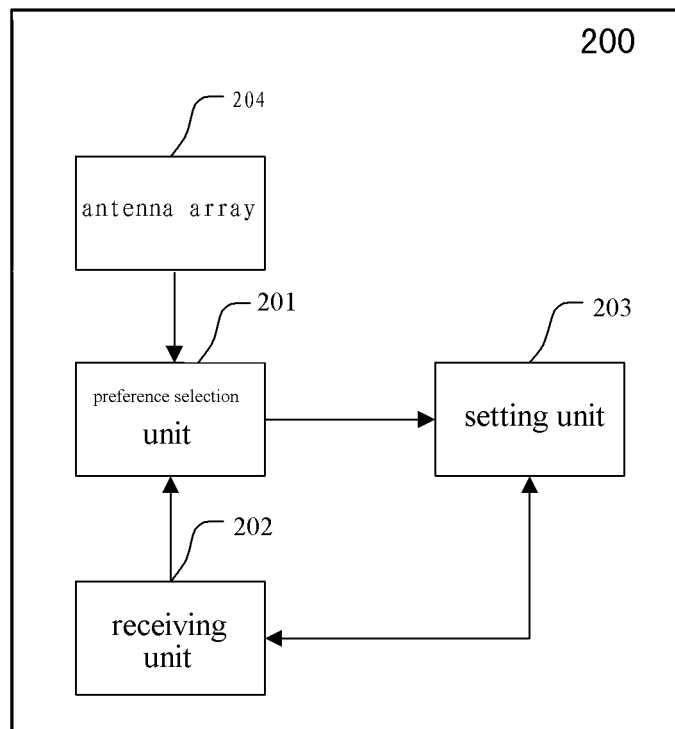 200
204
antenna array
201
preference selection
unit
203
setting unit
202
receiving
unit